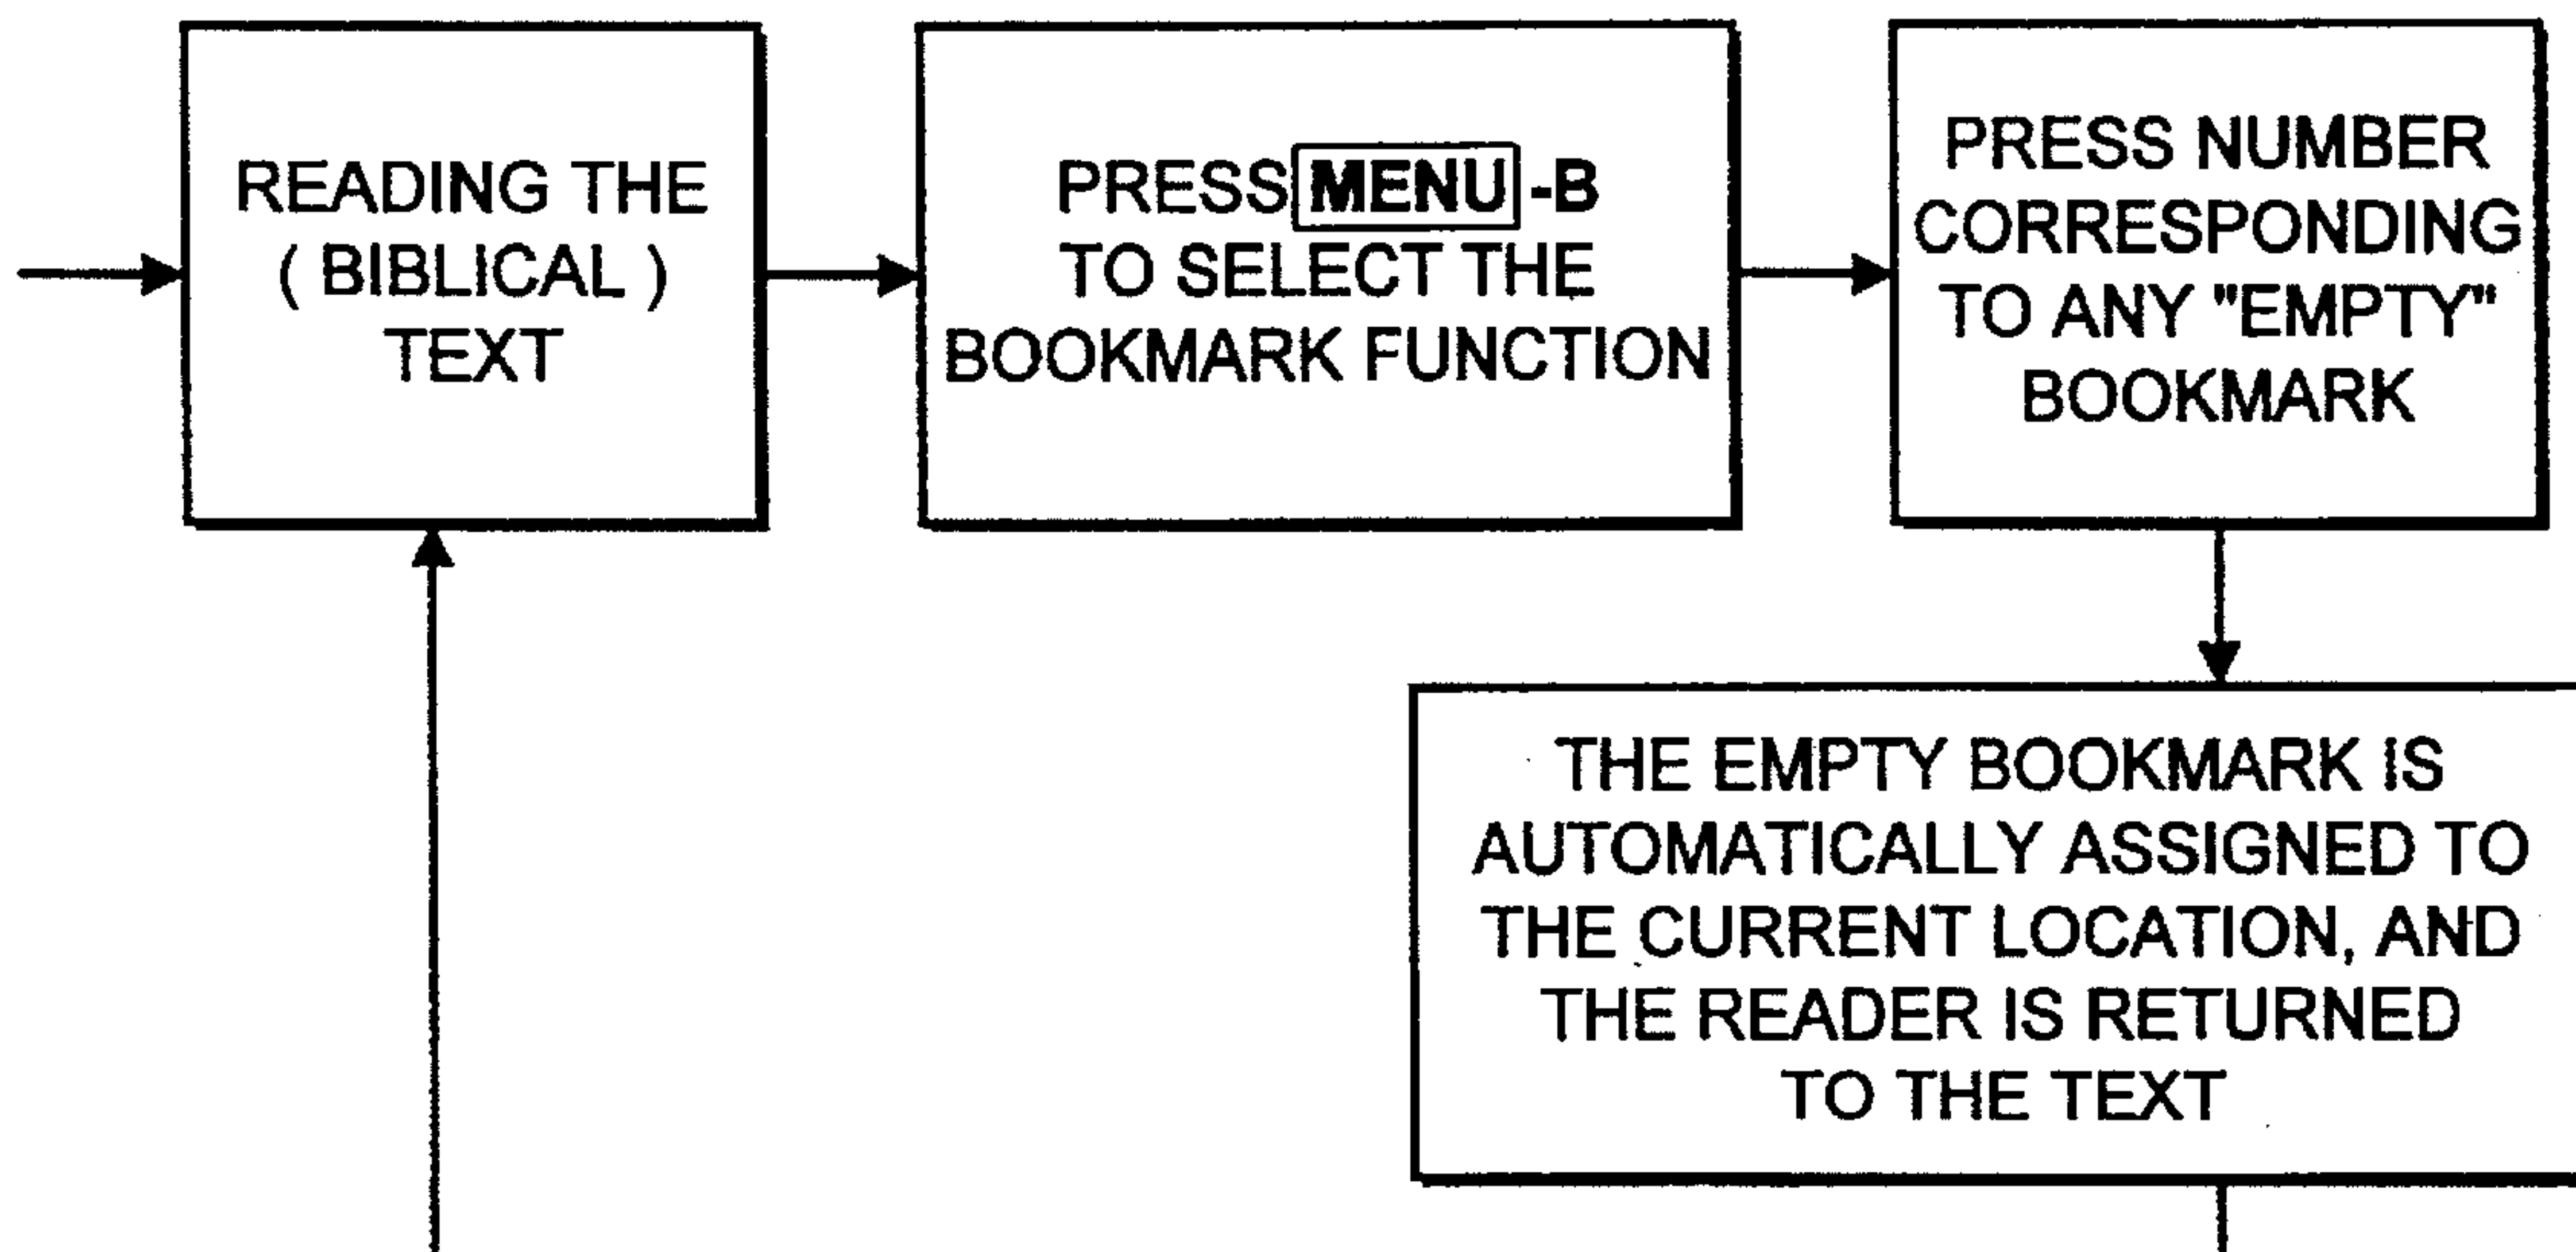 READING THE
( BIBLICAL )
TEXT
PRESS MENU -B
TO SELECT THE
BOOKMARK FUNCTION
PRESS NUMBER
CORRESPONDING
TO ANY "EMPTY"
BOOKMARK
THE EMPTY BOOKMARK IS
AUTOMATICALLY ASSIGNED TO
THE CURRENT LOCATION, AND
THE READER IS RETURNED
TO THE TEXT